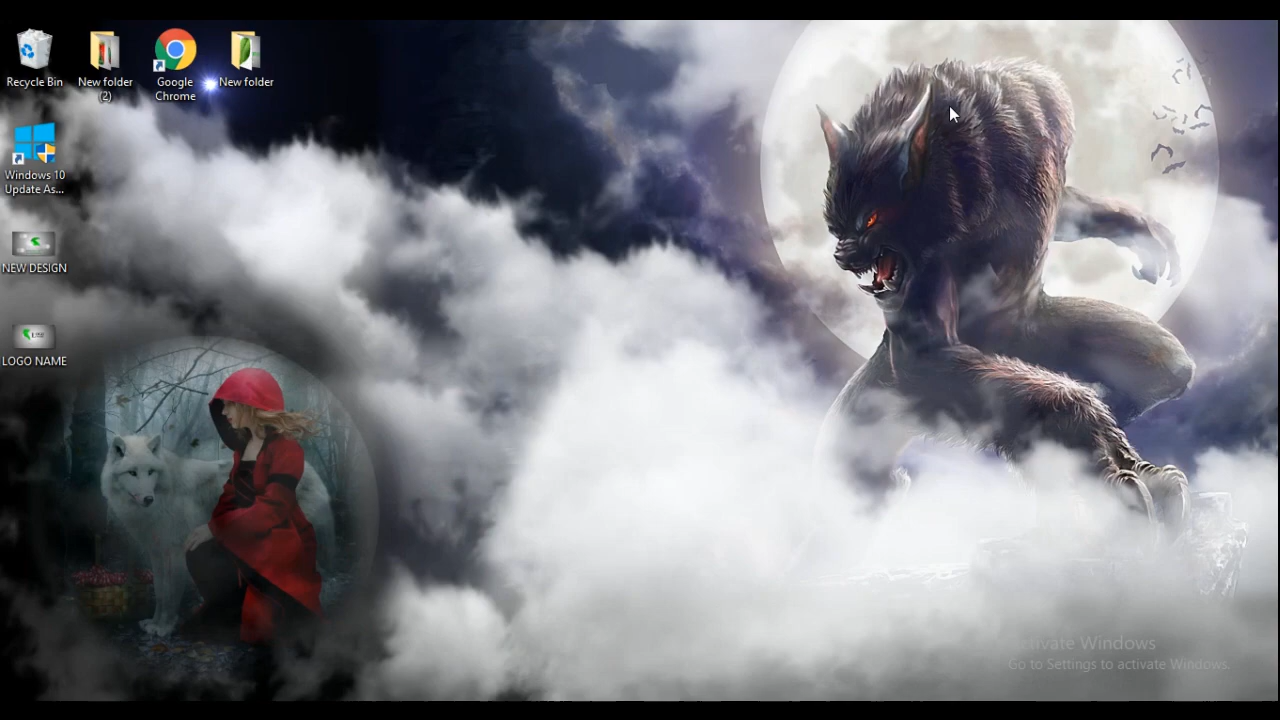 Recycle Bin
New folder
(2)
Google
Chrome
New folder
Windows 10
Update As...
NEW DESIGN
LOGO NAME
Activate Windows
Go to Settings to activate Windows.